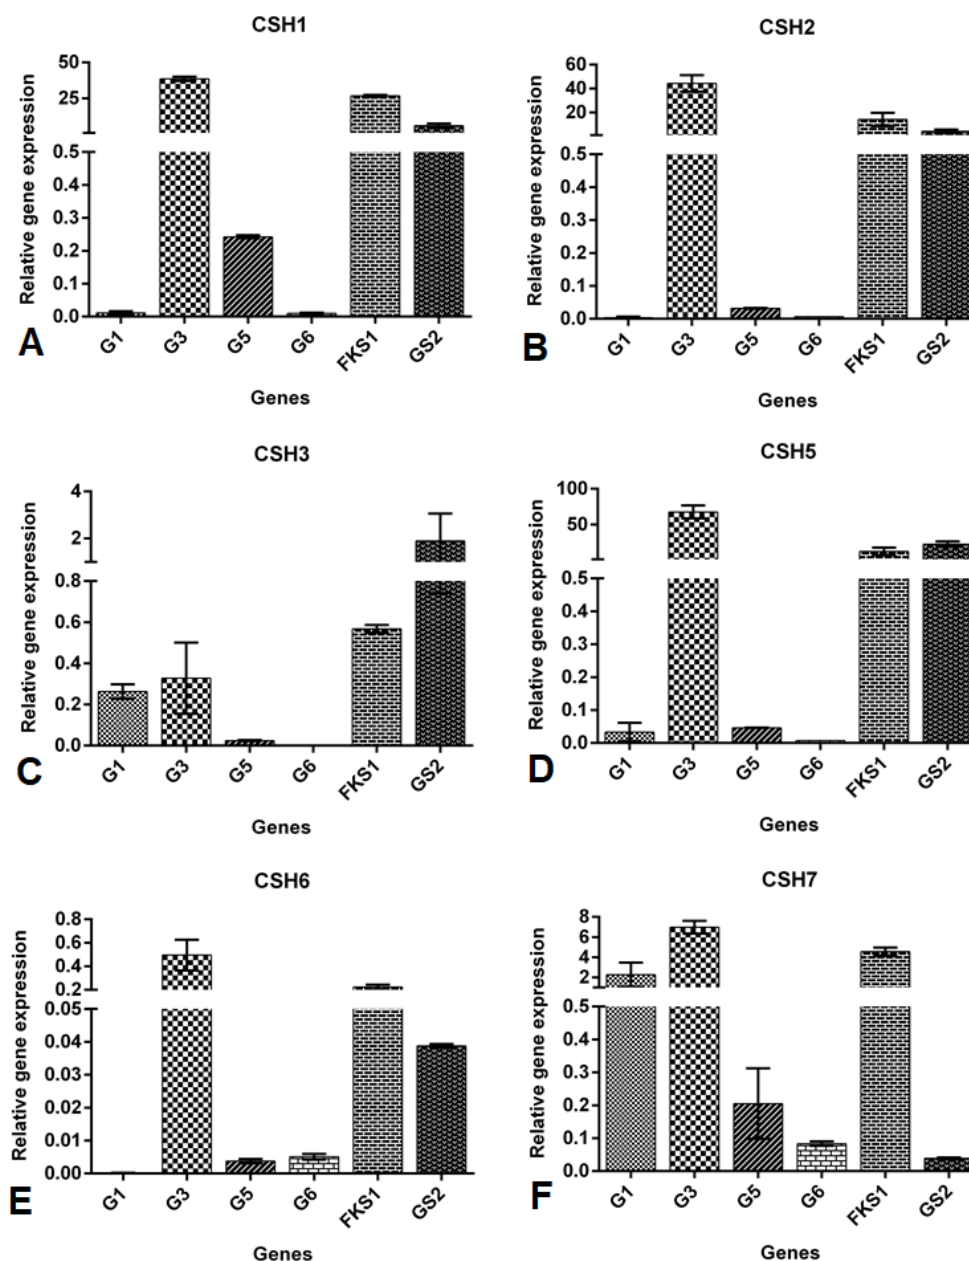 CSH1
Relative gene expression
50
25
0.5
0.4
0.3
0.2
0.1
0.0
G1 G3 G5 G6 FKS1 GS2
Genes
A
CSH2
Relative gene expression
60
40
20
0.5
0.4
0.3
0.2
0.1
0.0
G1 G3 G5 G6 FKS1 GS2
Genes
B
CSH3
Relative gene expression
4
2
0.8
0.6
0.4
0.2
0.0
G1 G3 G5 G6 FKS1 GS2
Genes
C
CSH5
Relative gene expression
100
50
0.5
0.4
0.3
0.2
0.1
0.0
G1 G3 G5 G6 FKS1 GS2
Genes
D
CSH6
Relative gene expression
0.8
0.6
0.4
0.2
0.05
0.04
0.03
0.02
0.01
0.00
G1 G3 G5 G6 FKS1 GS2
Genes
E
CSH7
Relative gene expression
8
6
4
2
0.5
0.4
0.3
0.2
0.1
0.0
G1 G3 G5 G6 FKS1 GS2
Genes
F